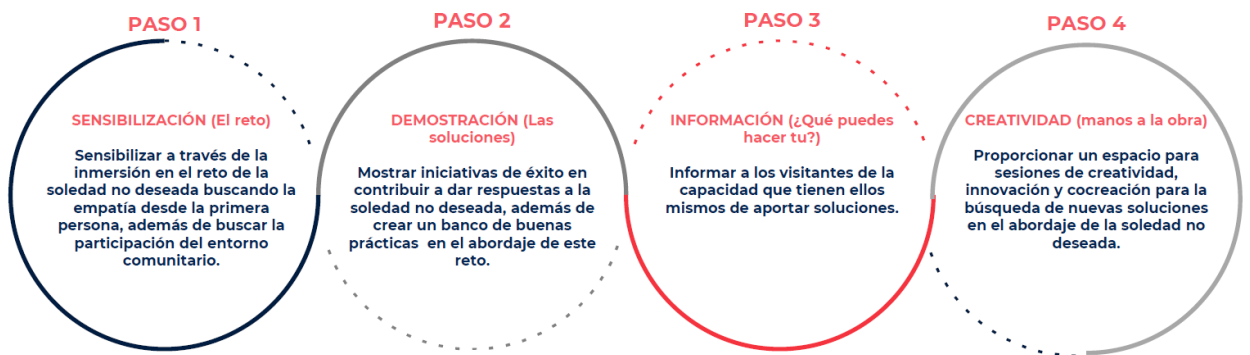 PASO 1
SENSIBILIZACIÓN (El reto)
Sensibilizar a través de la
inmersión en el reto de la
soledad no deseada buscando la
empatía desde la primera
persona, además de buscar la
participación del entorno
comunitario.
PASO 2
DEMOSTRACIÓN (Las
soluciones)
Mostrar iniciativas de éxito en
contribuir a dar respuestas a la
soledad no deseada, además de
crear un banco de buenas
prácticas en el abordaje de este
reto.
PASO 3
INFORMACIÓN (¿Qué puedes
hacer tu?)
Informar a los visitantes de la
capacidad que tienen ellos
mismos de aportar soluciones.
PASO 4
CREATIVIDAD (manos a la obra)
Proporcionar un espacio para
sesiones de creatividad,
innovación y cocreación para la
búsqueda de nuevas soluciones
en el abordaje de la soledad no
deseada.